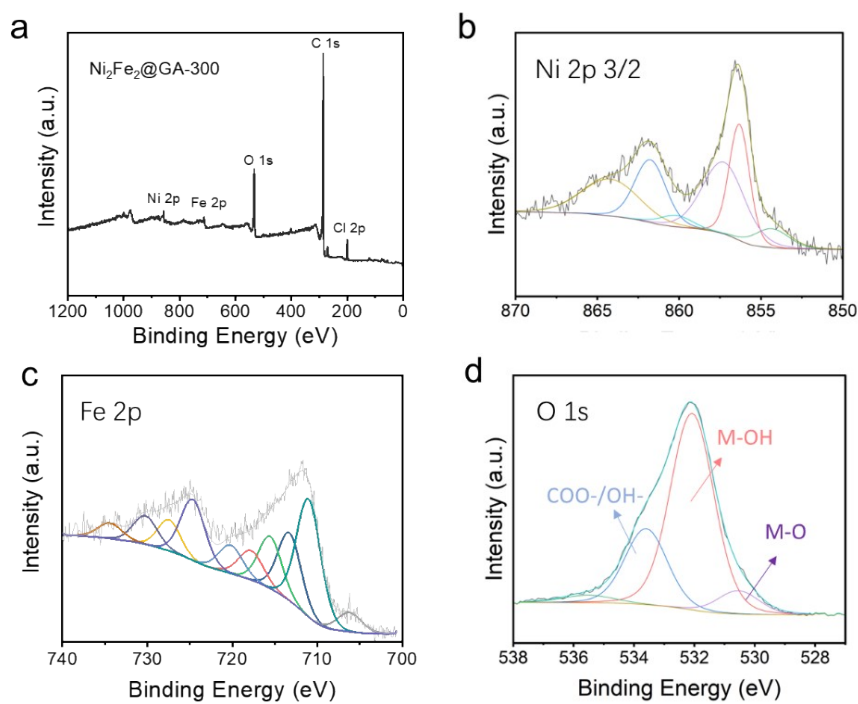 a
Ni₂Fe₂@GA-300
C 1s
O 1s
Ni 2p
Fe 2p
Cl 2p
Intensity (a.u.)
1200 1000 800 600 400 200 0
Binding Energy (eV)
b
Ni 2p 3/2
Intensity (a.u.)
870 865 860 855 850
c
Fe 2p
Intensity (a.u.)
740 730 720 710 700
Binding Energy (eV)
d
O 1s
M-OH
COO-/OH-
M-O
Intensity (a.u.)
538 536 534 532 530 528
Binding Energy (eV)